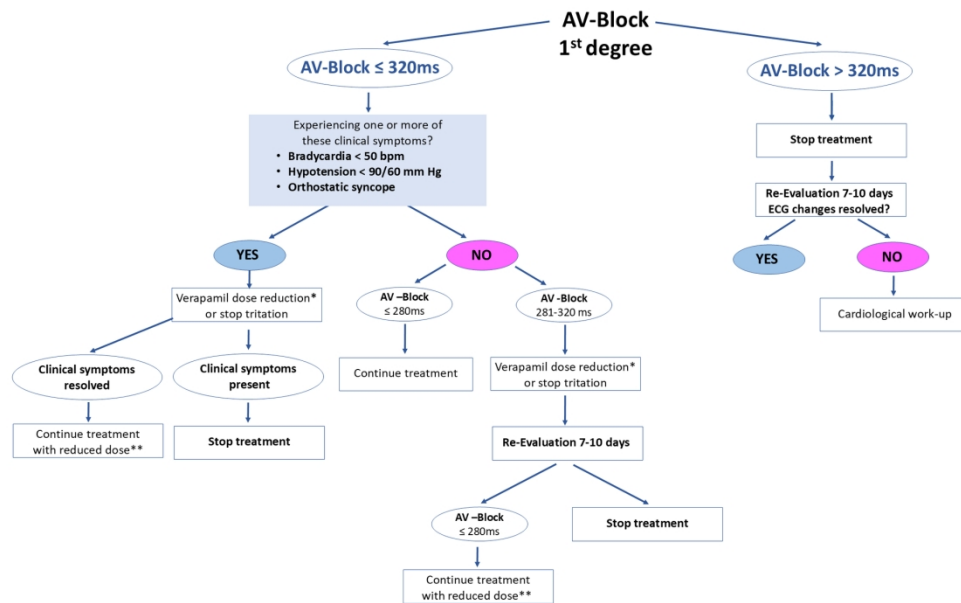 AV-Block
1st degree
AV-Block ≤ 320ms
AV-Block > 320ms
Experiencing one or more of
these clinical symptoms?
• Bradycardia < 50 bpm
• Hypotension < 90/60 mm Hg
• Orthostatic syncope
Stop treatment
Re-Evaluation 7-10 days
ECG changes resolved?
YES
NO
YES
NO
Verapamil dose reduction*
or stop tritation
AV –Block
≤ 280ms
AV -Block
281-320 ms
Cardiological work-up
Clinical symptoms
resolved
Clinical symptoms
present
Continue treatment
Verapamil dose reduction*
or stop tritation
Continue treatment
with reduced dose**
Stop treatment
Re-Evaluation 7-10 days
AV –Block
≤ 280ms
Stop treatment
Continue treatment
with reduced dose**